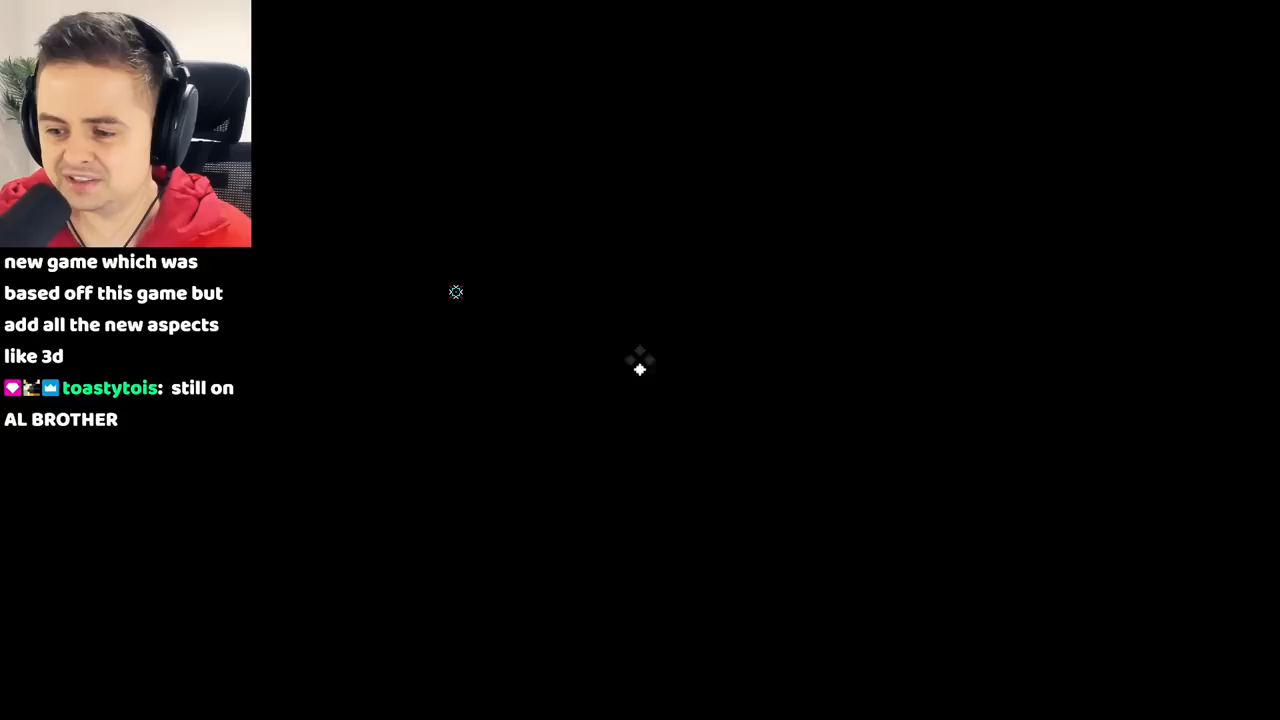 new game which was
based off this game but
add all the new aspects
like 3d
toastytois: still on
AL BROTHER